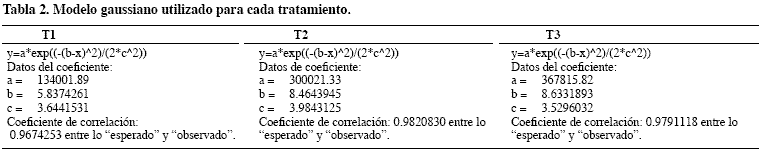 Tabla 2. Modelo gaussiano utilizado para cada tratamiento.
T1 T2 T3
y=a*exp((-(b-x)^2)/(2*c^2)) y=a*exp((-(b-x)^2)/(2*c^2)) y=a*exp((-(b-x)^2)/(2*c^2))
Datos del coeficiente: Datos del coeficiente: Datos del coeficiente:
a = 134001.89 a = 300021.33 a = 367815.82
b = 5.8374261 b = 8.4643945 b = 8.6331893
c = 3.6441531 c = 3.9843125 c = 3.5296032
Coeficiente de correlación: Coeficiente de correlación: 0.9820830 entre lo Coeficiente de correlación: 0.9791118 entre lo
0.9674253 entre lo “esperado” y “observado”. “esperado” y “observado”. “esperado” y “observado”.